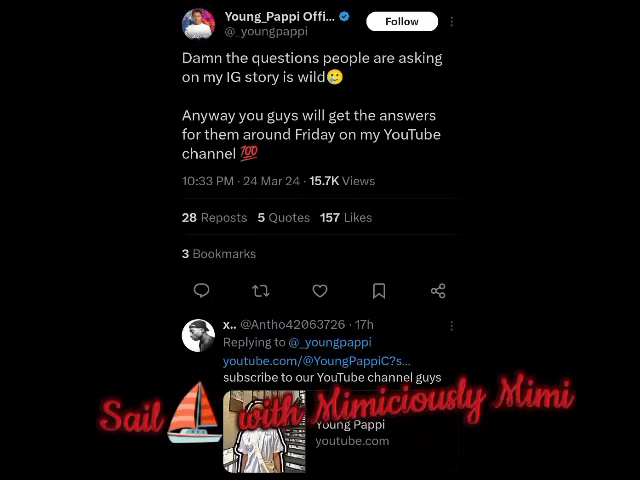 Young_Pappi Offi...
Follow
@_youngpappi
Damn the questions people are asking
on my IG story is wild🥲
Anyway you guys will get the answers
for them around Friday on my YouTube
channel 💯
10:33 PM · 24 Mar 24 · 15.7K Views
28 Reposts 5 Quotes 157 Likes
3 Bookmarks
x.. @Antho42063726 · 17h
Replying to @_youngpappi
youtube.com/@YoungPappiC?s...
subscribe to our YouTube channel guys
Sail ⛵ with Mimiciously Mimi
Young Pappi
youtube.com